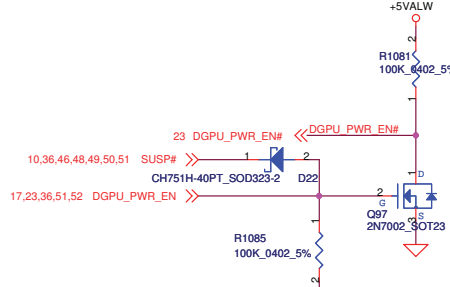 +5VALW
2
R1081
100K_0402_5%
1
23 DGPU_PWR_EN#
DGPU_PWR_EN#
10,36,46,48,49,50,51 SUSP#
1
2
CH751H-40PT_SOD323-2
D22
1
D
17,23,36,51,52 DGPU_PWR_EN
2
G
Q97
3
S
2N7002_SOT23
1
R1085
100K_0402_5%
2